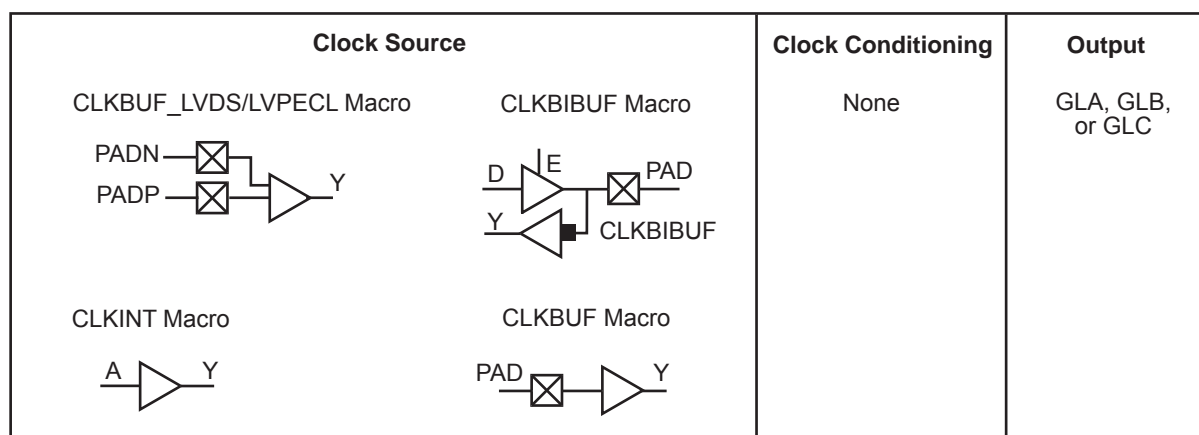 Clock Source
Clock Conditioning
Output
CLKBUF_LVDS/LVPECL Macro
PADN
PADP
Y
CLKBIBUF Macro
D
E
PAD
Y
CLKBIBUF
None
GLA, GLB,
or GLC
CLKINT Macro
A
Y
CLKBUF Macro
PAD
Y